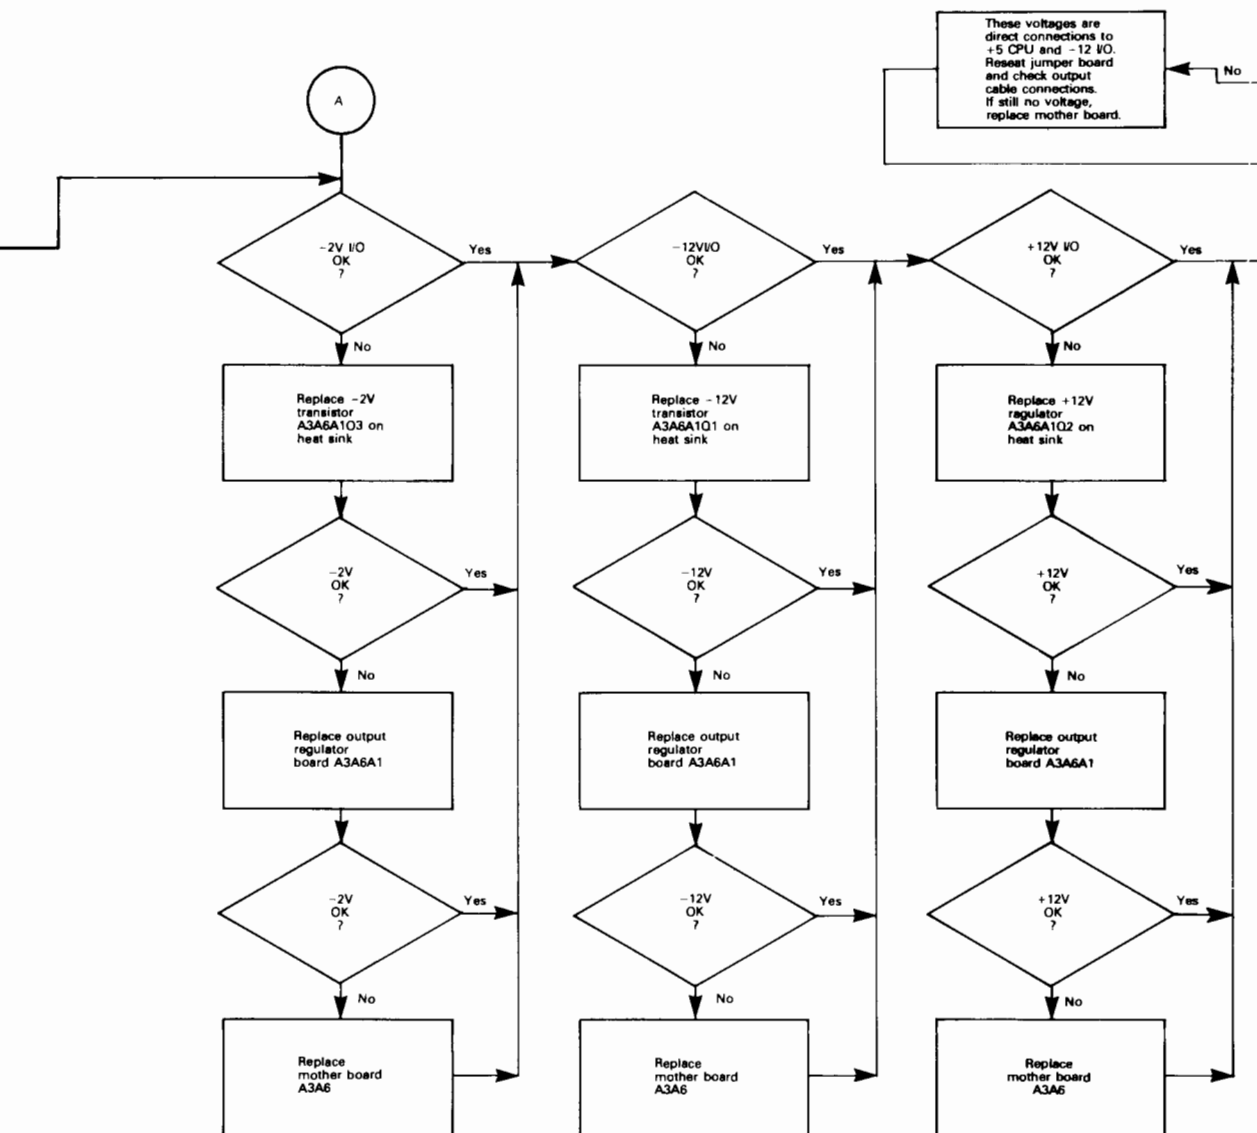 These voltages are
direct connections to
+5 CPU and -12 I/O.
Reseat jumper board
and check output
cable connections.
If still no voltage,
replace mother board.
No
A
-2V I/O
OK
?
Yes
No
Replace -2V
transistor
A3A6A1Q3 on
heat sink
-2V
OK
?
Yes
No
Replace output
regulator
board A3A6A1
-2V
OK
?
Yes
No
Replace
mother board
A3A6
-12VI/O
OK
?
Yes
No
Replace -12V
transistor
A3A6A1Q1 on
heat sink
-12V
OK
?
Yes
No
Replace output
regulator
board A3A6A1
-12V
OK
?
Yes
No
Replace
mother board
A3A6
+12V I/O
OK
?
Yes
No
Replace +12V
ragulator
A3A6A1Q2 on
heat sink
+12V
OK
?
Yes
No
Replace output
regulator
board A3A6A1
+12V
OK
?
Yes
No
Replace
mother board
A3A6